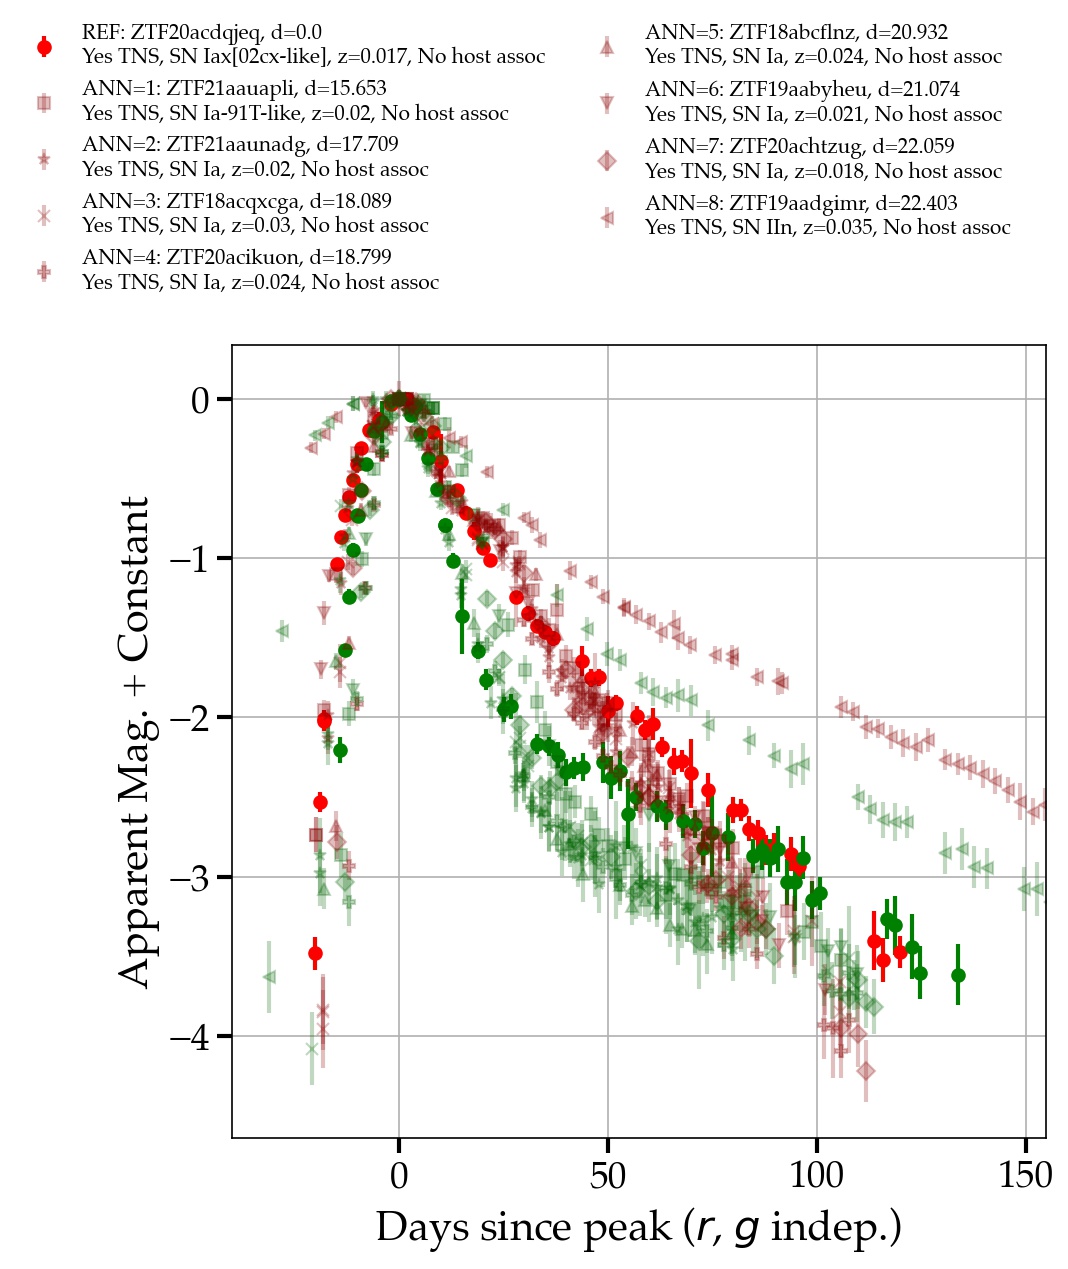 REF: ZTF20acdqjeq, d=0.0
Yes TNS, SN Iax[02cx-like], z=0.017, No host assoc
ANN=1: ZTF21aauapli, d=15.653
Yes TNS, SN Ia-91T-like, z=0.02, No host assoc
ANN=2: ZTF21aaunadg, d=17.709
Yes TNS, SN Ia, z=0.02, No host assoc
ANN=3: ZTF18acqxcga, d=18.089
Yes TNS, SN Ia, z=0.03, No host assoc
ANN=4: ZTF20acikuon, d=18.799
Yes TNS, SN Ia, z=0.024, No host assoc
ANN=5: ZTF18abcflnz, d=20.932
Yes TNS, SN Ia, z=0.024, No host assoc
ANN=6: ZTF19aabyheu, d=21.074
Yes TNS, SN Ia, z=0.021, No host assoc
ANN=7: ZTF20achtzug, d=22.059
Yes TNS, SN Ia, z=0.018, No host assoc
ANN=8: ZTF19aadgimr, d=22.403
Yes TNS, SN IIn, z=0.035, No host assoc
Apparent Mag. + Constant
0
−1
−2
−3
−4
0
50
100
150
Days since peak (r, g indep.)